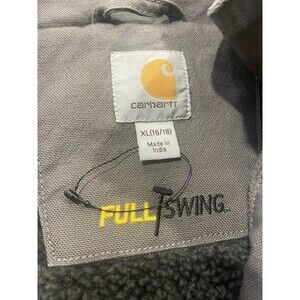 carhartt
XL(16/18)
Made in
India
FULL SWING